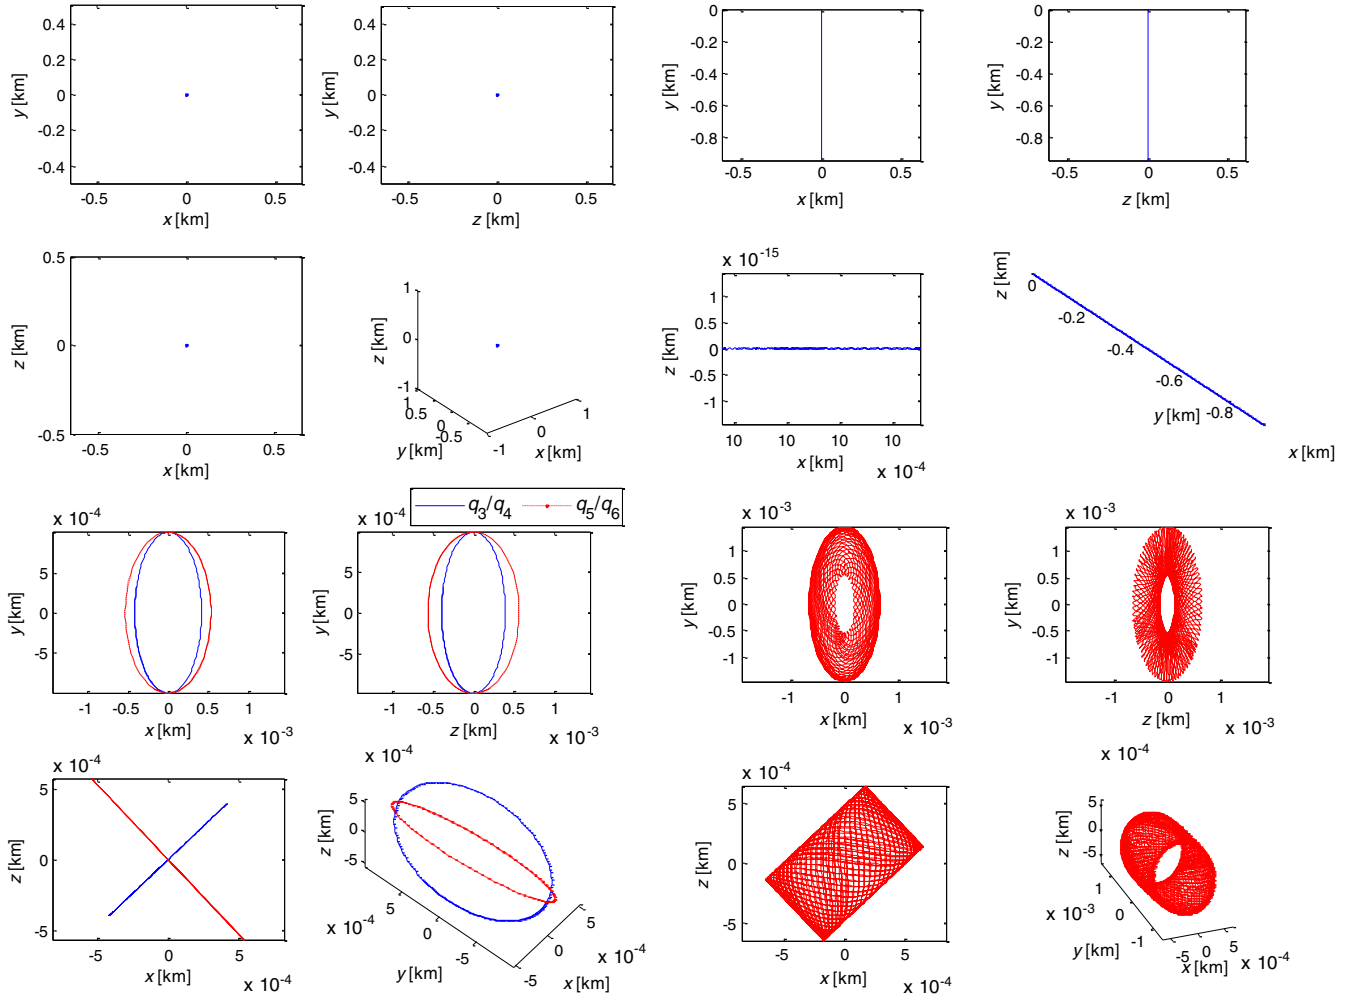 0.4
0.2
0
-0.2
-0.4
y [km]
-0.5 0 0.5
x [km]
0.4
0.2
0
-0.2
-0.4
y [km]
-0.5 0 0.5
z [km]
0
-0.2
-0.4
-0.6
-0.8
y [km]
-0.5 0 0.5
x [km]
0
-0.2
-0.4
-0.6
-0.8
y [km]
-0.5 0 0.5
z [km]
0.5
0
-0.5
z [km]
-0.5 0 0.5
x [km]
1
0
-1
z [km]
1
0.5
0
-0.5
-1
y [km]
0
1
x [km]
x 10^-15
1
0.5
0
-0.5
-1
z [km]
10 10 10 10
x [km]
x 10^-4
z [km]
0
-0.2
-0.4
-0.6
-0.8
y [km]
x [km]
q_3/q_4 q_5/q_6
x 10^-4
5
0
-5
y [km]
-1 -0.5 0 0.5 1
x [km]
x 10^-3
x 10^-4
5
0
-5
y [km]
-1 -0.5 0 0.5 1
z [km]
x 10^-3
x 10^-3
1
0.5
0
-0.5
-1
y [km]
-1 0 1
x [km]
x 10^-3
x 10^-3
1
0.5
0
-0.5
-1
y [km]
-1 0 1
z [km]
x 10^-3
x 10^-4
5
0
-5
z [km]
-5 0 5
x [km]
x 10^-4
x 10^-4
5
0
-5
z [km]
x 10^-4
5
0
-5
y [km]
-5
0
5
x 10^-4
x [km]
x 10^-4
5
0
-5
z [km]
-5 0 5
x [km]
x 10^-4
x 10^-4
5
0
-5
z [km]
1
0
-1
x 10^-3
y [km]
-5 0 5
x [km]
x 10^-4